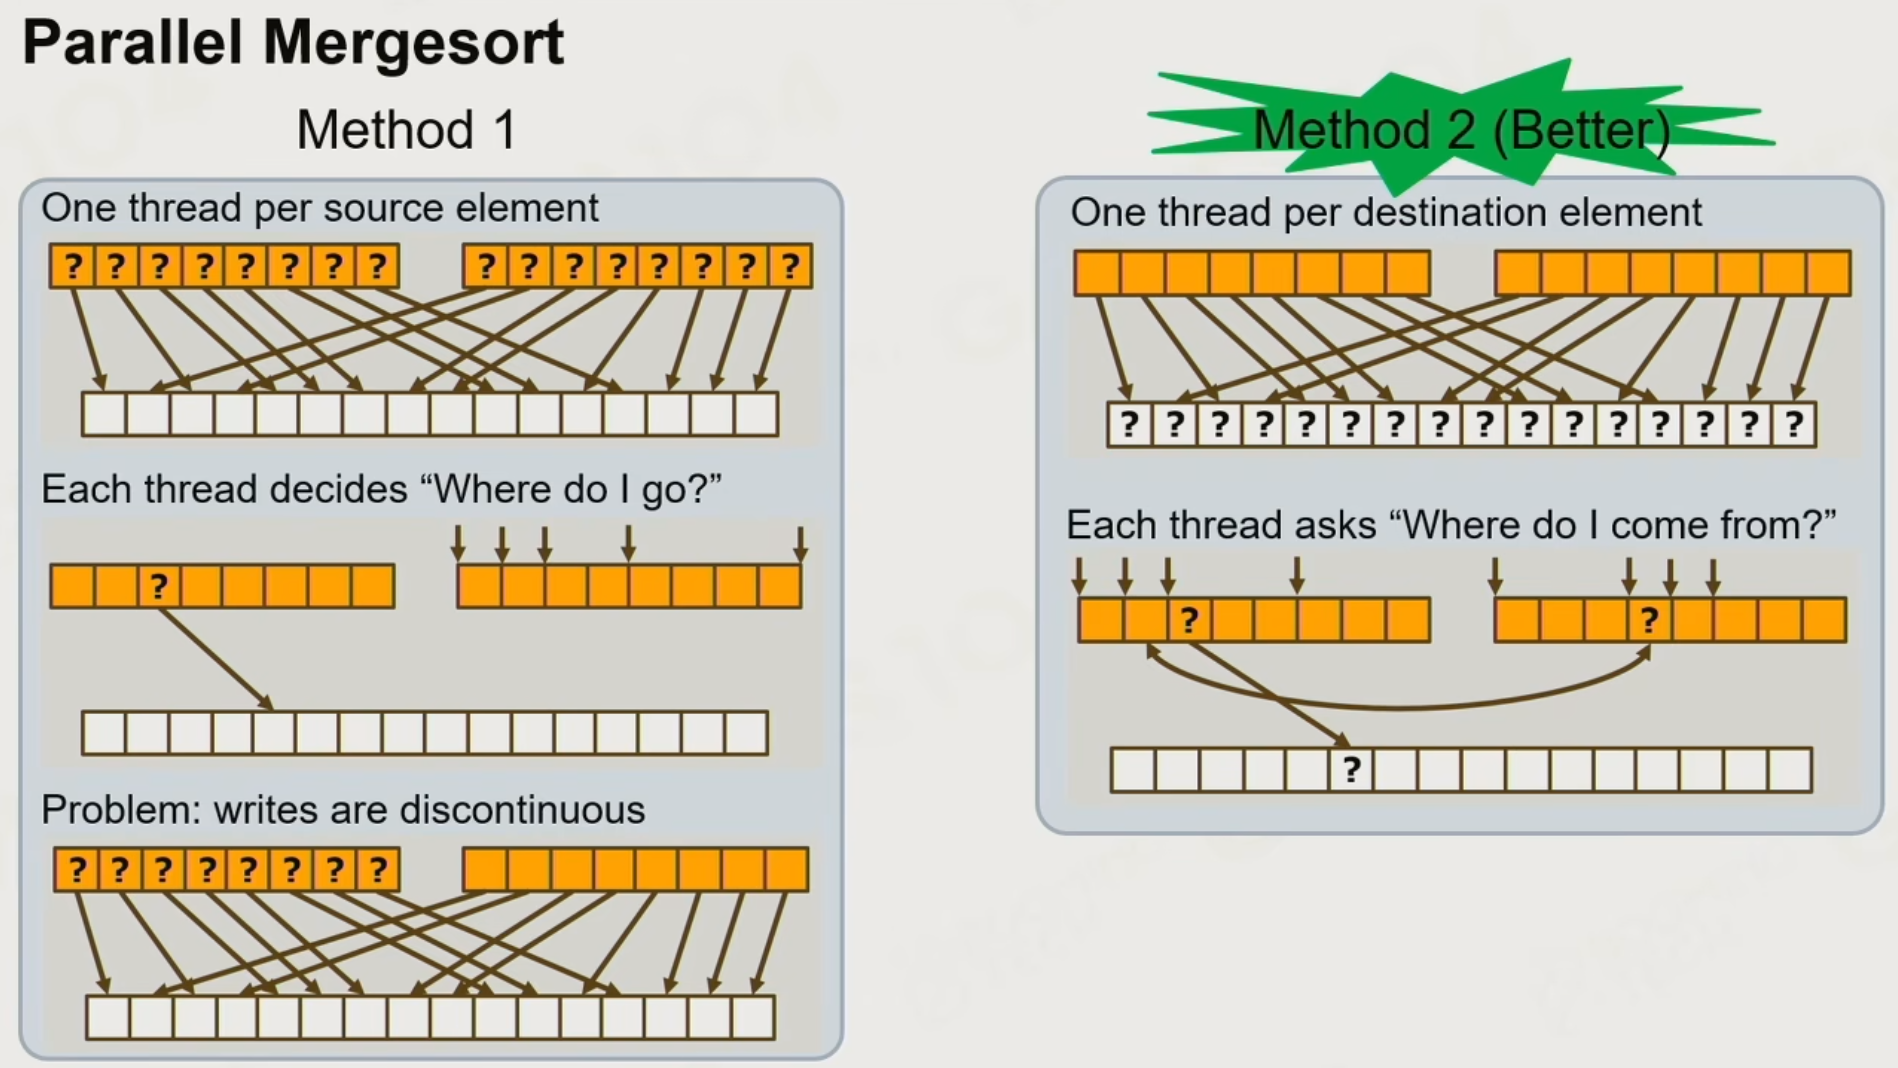 Parallel Mergesort
Method 1
One thread per source element
? ? ? ? ? ? ? ? ? ? ? ? ? ? ? ?
Each thread decides “Where do I go?”
?
Problem: writes are discontinuous
? ? ? ? ? ? ? ?
Method 2 (Better)
One thread per destination element
? ? ? ? ? ? ? ? ? ? ? ? ? ? ? ?
Each thread asks “Where do I come from?”
? ?
?